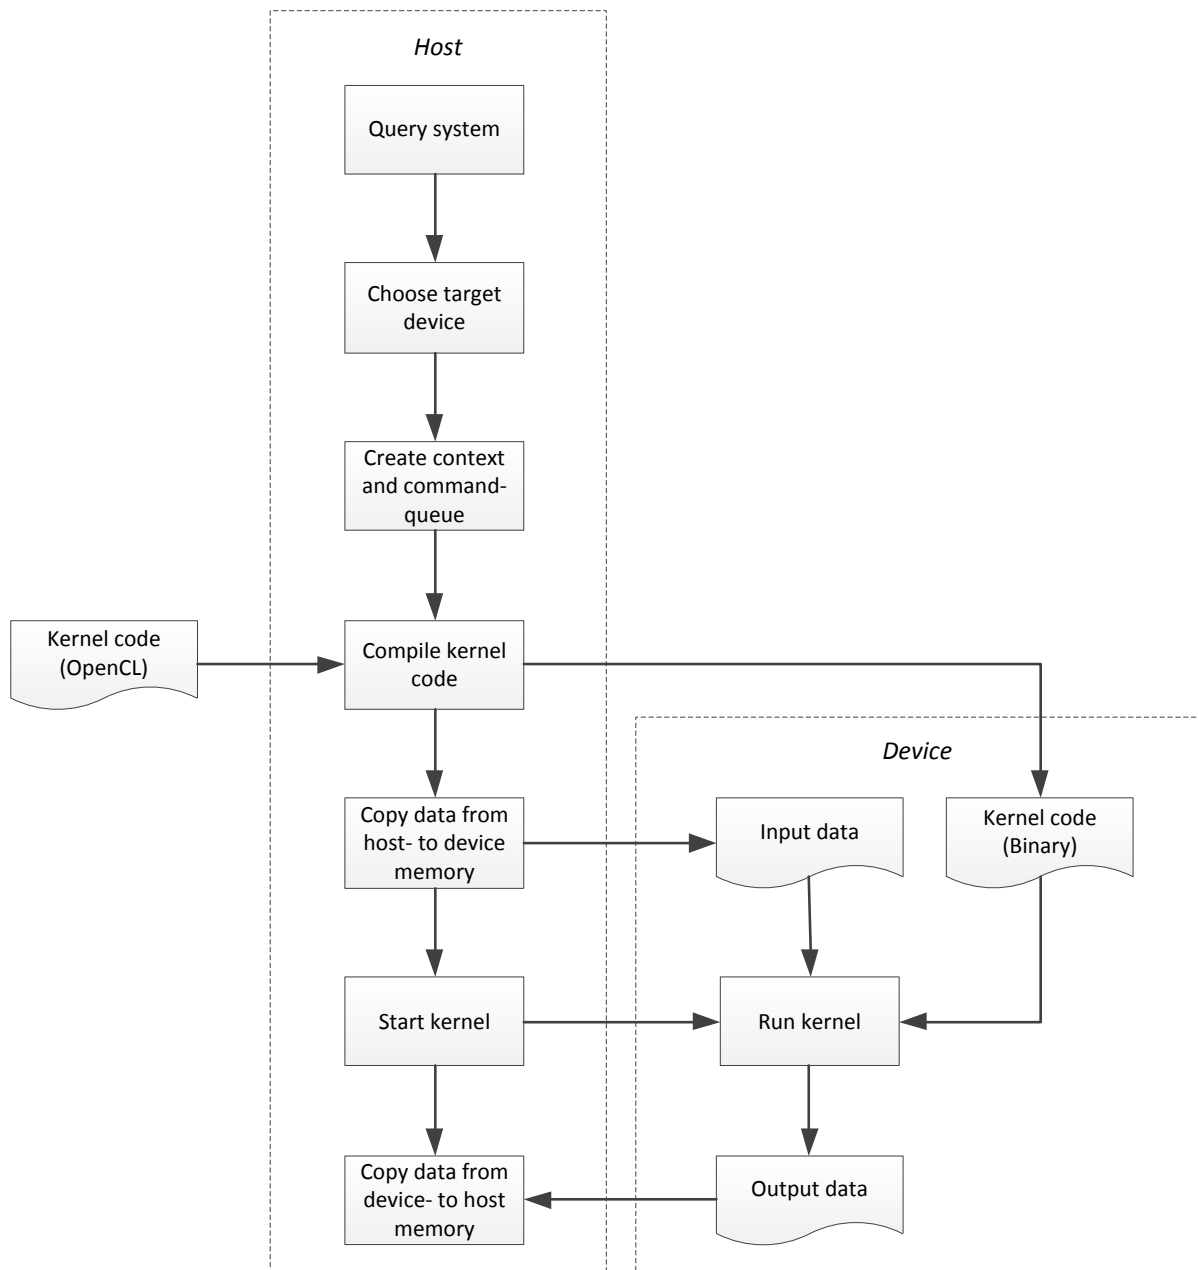 Host
Query system
Choose target
device
Create context
and command-
queue
Kernel code
(OpenCL)
Compile kernel
code
Device
Copy data from
host- to device
memory
Input data
Kernel code
(Binary)
Start kernel
Run kernel
Copy data from
device- to host
memory
Output data